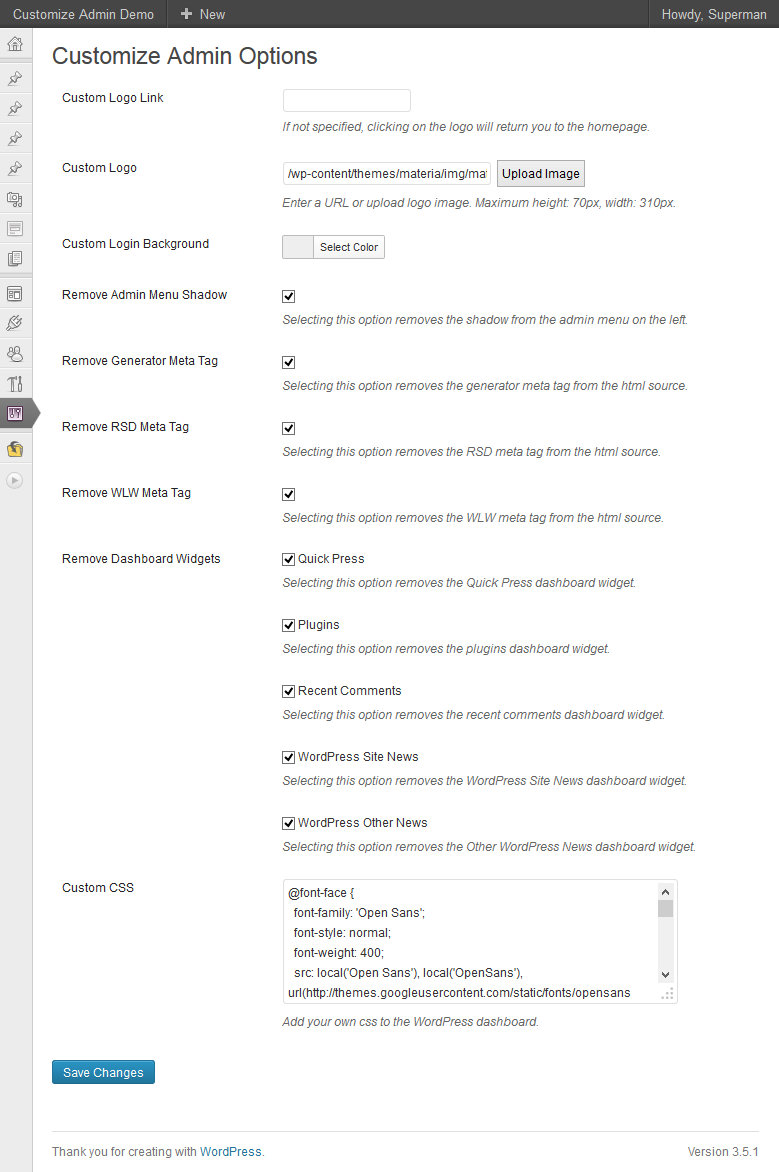 Customize Admin Demo + New Howdy, Superman
Customize Admin Options
Custom Logo Link
If not specified, clicking on the logo will return you to the homepage.
Custom Logo /wp-content/themes/materia/img/mat Upload Image
Enter a URL or upload logo image. Maximum height: 70px, width: 310px.
Custom Login Background Select Color
Remove Admin Menu Shadow
Selecting this option removes the shadow from the admin menu on the left.
Remove Generator Meta Tag
Selecting this option removes the generator meta tag from the html source.
Remove RSD Meta Tag
Selecting this option removes the RSD meta tag from the html source.
Remove WLW Meta Tag
Selecting this option removes the WLW meta tag from the html source.
Remove Dashboard Widgets Quick Press
Selecting this option removes the Quick Press dashboard widget.
Plugins
Selecting this option removes the plugins dashboard widget.
Recent Comments
Selecting this option removes the recent comments dashboard widget.
WordPress Site News
Selecting this option removes the WordPress Site News dashboard widget.
WordPress Other News
Selecting this option removes the Other WordPress News dashboard widget.
Custom CSS @font-face {
font-family: 'Open Sans';
font-style: normal;
font-weight: 400;
src: local('Open Sans'), local('OpenSans'),
url(http://themes.googleusercontent.com/static/fonts/opensans
Add your own css to the WordPress dashboard.
Save Changes
Thank you for creating with WordPress. Version 3.5.1